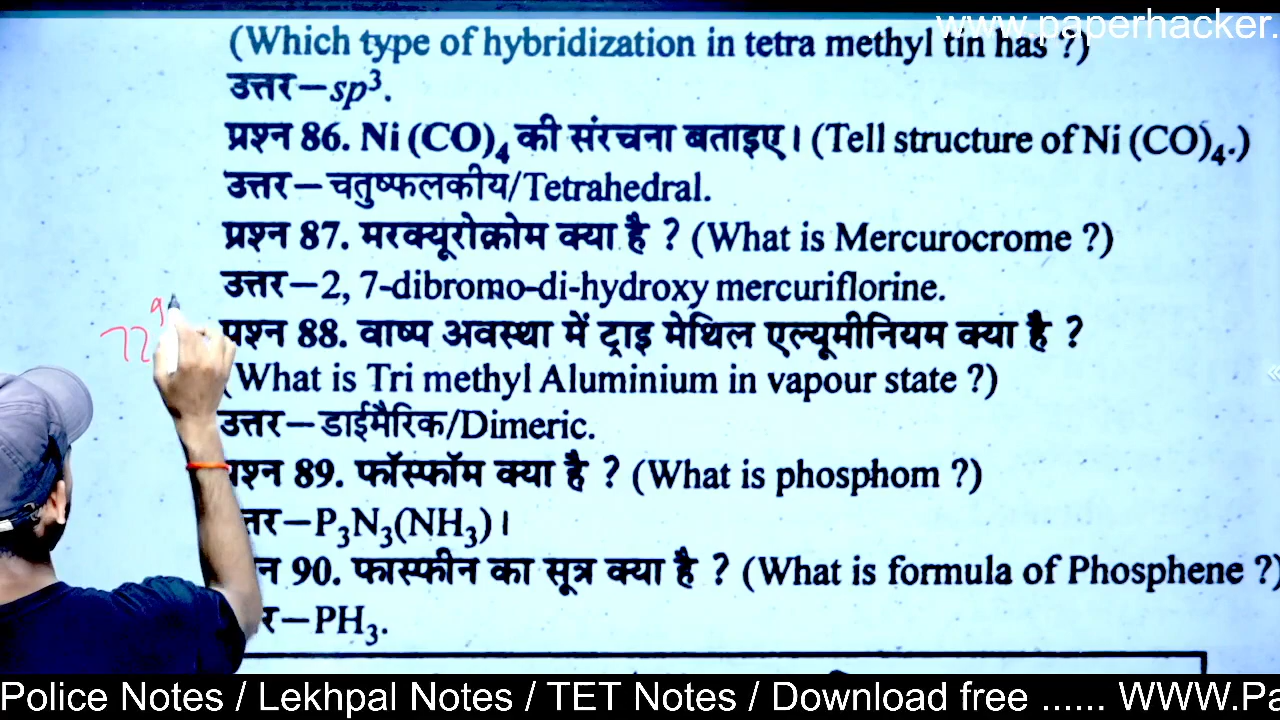 www.paperhacker.
(Which type of hybridization in tetra methyl tin has ?)
उत्तर–sp³.
प्रश्न 86. Ni (CO)₄ की संरचना बताइए। (Tell structure of Ni (CO)₄.)
उत्तर–चतुष्फलकीय/Tetrahedral.
प्रश्न 87. मरक्यूरोक्रोम क्या है ? (What is Mercurocrome ?)
उत्तर–2, 7-dibromo-di-hydroxy mercuriflorine.
प्रश्न 88. वाष्प अवस्था में ट्राइ मेथिल एल्यूमीनियम क्या है ?
(What is Tri methyl Aluminium in vapour state ?)
उत्तर–डाईमैरिक/Dimeric.
प्रश्न 89. फॉस्फॉम क्या है ? (What is phosphom ?)
त्तर–P₃N₃(NH₃)।
न 90. फास्फीन का सूत्र क्या है ? (What is formula of Phosphene ?)
र–PH₃.
Police Notes / Lekhpal Notes / TET Notes / Download free ...... WWW.Pa